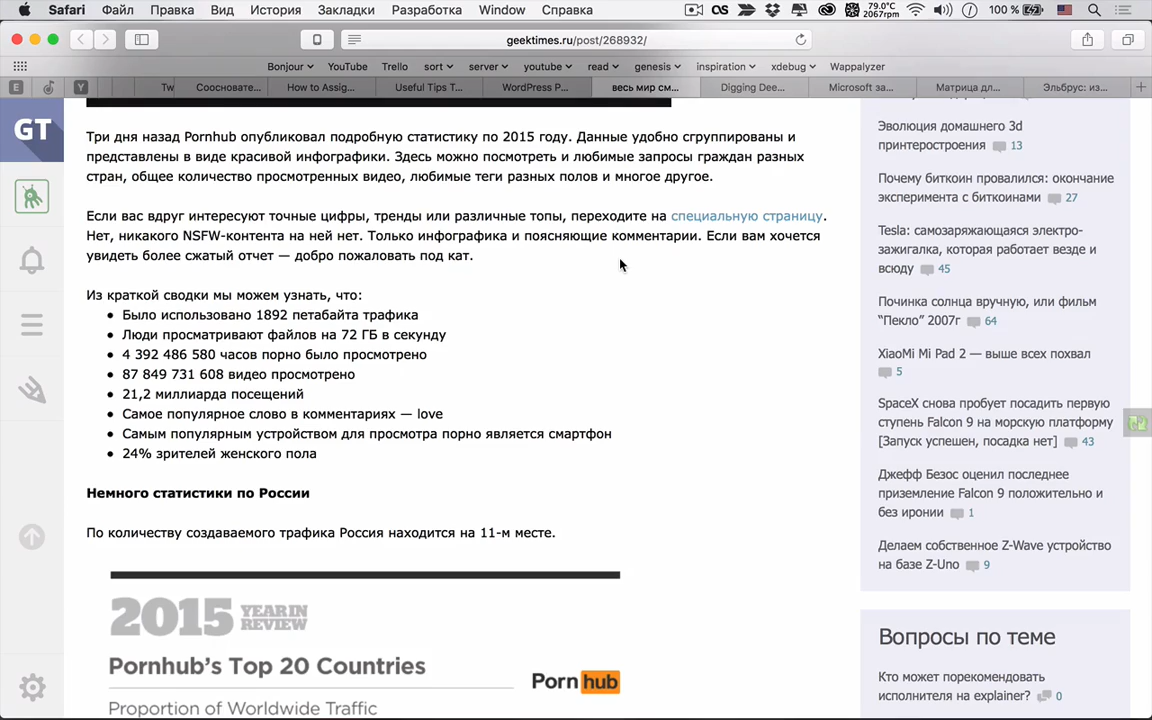 Safari Файл Правка Вид История Закладки Разработка Window Справка 79.0°C 2067rpm 100 %
geektimes.ru/post/268932/
Bonjour YouTube Trello sort server youtube read genesis inspiration xdebug Wappalyzer
E Y Tw Соосновате... How to Assig... Useful Tips T... WordPress P... весь мир см... Digging Dee... Microsoft за... Матрица дл... Эльбрус: из...
GT
Три дня назад Pornhub опубликовал подробную статистику по 2015 году. Данные удобно сгруппированы и
представлены в виде красивой инфографики. Здесь можно посмотреть и любимые запросы граждан разных
стран, общее количество просмотренных видео, любимые теги разных полов и многое другое.
Если вас вдруг интересуют точные цифры, тренды или различные топы, переходите на специальную страницу.
Нет, никакого NSFW-контента на ней нет. Только инфографика и поясняющие комментарии. Если вам хочется
увидеть более сжатый отчет — добро пожаловать под кат.
Из краткой сводки мы можем узнать, что:
• Было использовано 1892 петабайта трафика
• Люди просматривают файлов на 72 ГБ в секунду
• 4 392 486 580 часов порно было просмотрено
• 87 849 731 608 видео просмотрено
• 21,2 миллиарда посещений
• Самое популярное слово в комментариях — love
• Самым популярным устройством для просмотра порно является смартфон
• 24% зрителей женского пола
Немного статистики по России
По количеству создаваемого трафика Россия находится на 11-м месте.
2015 YEAR IN
REVIEW
Pornhub's Top 20 Countries
Porn hub
Proportion of Worldwide Traffic
Эволюция домашнего 3d
принтеростроения 13
Почему биткоин провалился: окончание
эксперимента с биткоинами 27
Tesla: самозаряжающаяся электро-
зажигалка, которая работает везде и
всюду 45
Починка солнца вручную, или фильм
“Пекло” 2007г 64
XiaoMi Mi Pad 2 — выше всех похвал
5
SpaceX снова пробует посадить первую
ступень Falcon 9 на морскую платформу
[Запуск успешен, посадка нет] 43
Джефф Безос оценил последнее
приземление Falcon 9 положительно и
без иронии 1
Делаем собственное Z-Wave устройство
на базе Z-Uno 9
Вопросы по теме
Кто может порекомендовать
исполнителя на explainer? 0